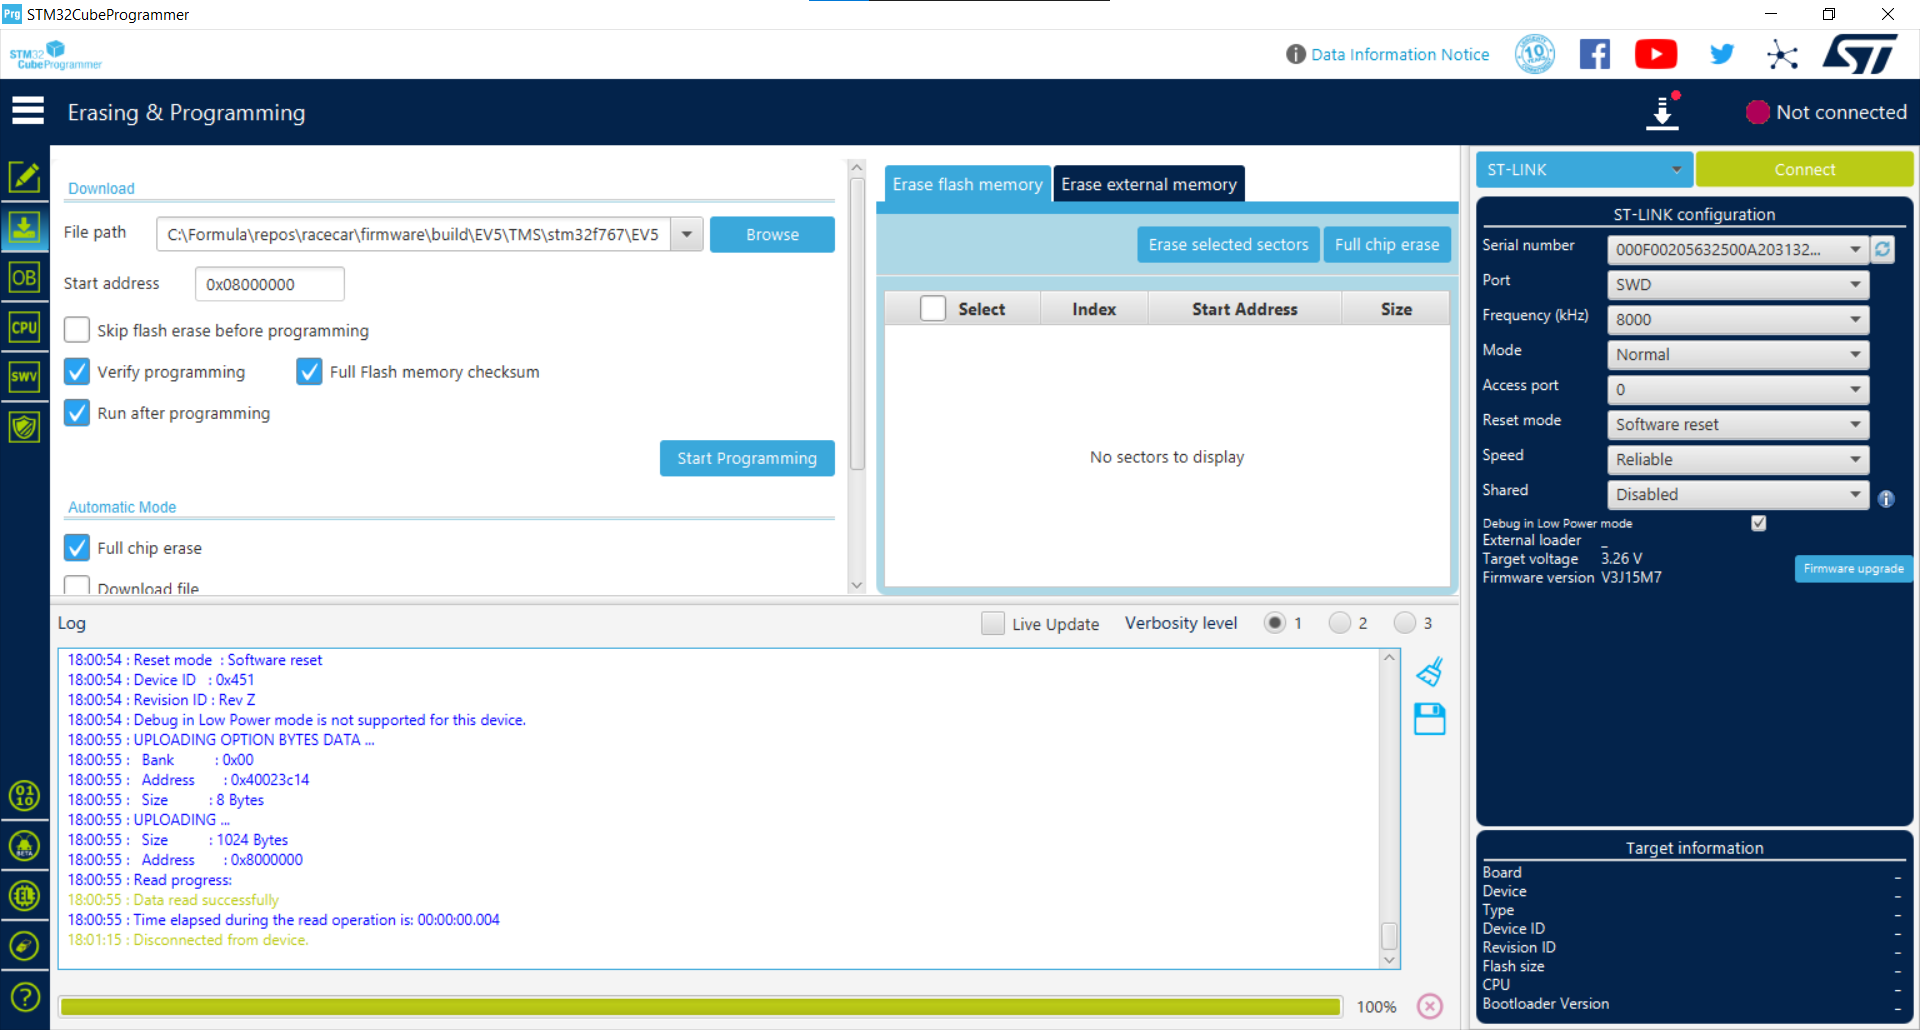 Prg STM32CubeProgrammer
STM32
CubeProgrammer
Data Information Notice
10
ST
Erasing & Programming
Not connected
OB
CPU
SWV
01
10
BETA
Download
File path C:\Formula\repos\racecar\firmware\build\EV5\TMS\stm32f767\EV5 Browse
Start address 0x08000000
Skip flash erase before programming
Verify programming Full Flash memory checksum
Run after programming
Start Programming
Automatic Mode
Full chip erase
Download file
Erase flash memory Erase external memory
Erase selected sectors Full chip erase
Select Index Start Address Size
No sectors to display
Log Live Update Verbosity level 1 2 3
18:00:54 : Reset mode : Software reset
18:00:54 : Device ID : 0x451
18:00:54 : Revision ID : Rev Z
18:00:54 : Debug in Low Power mode is not supported for this device.
18:00:55 : UPLOADING OPTION BYTES DATA ...
18:00:55 : Bank : 0x00
18:00:55 : Address : 0x40023c14
18:00:55 : Size : 8 Bytes
18:00:55 : UPLOADING ...
18:00:55 : Size : 1024 Bytes
18:00:55 : Address : 0x8000000
18:00:55 : Read progress:
18:00:55 : Data read successfully
18:00:55 : Time elapsed during the read operation is: 00:00:00.004
18:01:15 : Disconnected from device.
100%
ST-LINK Connect
ST-LINK configuration
Serial number 000F00205632500A203132...
Port SWD
Frequency (kHz) 8000
Mode Normal
Access port 0
Reset mode Software reset
Speed Reliable
Shared Disabled
Debug in Low Power mode
External loader _
Target voltage 3.26 V
Firmware version V3J15M7
Firmware upgrade
Target information
Board _
Device _
Type _
Device ID _
Revision ID _
Flash size _
CPU _
Bootloader Version _